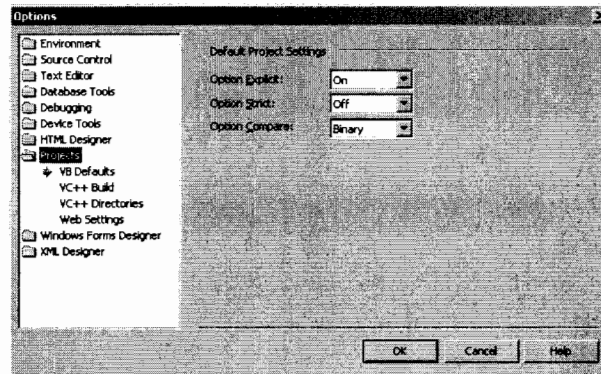 Options
Environment
Source Control
Text Editor
Database Tools
Debugging
Device Tools
HTML Designer
Projects
VB Defaults
VC++ Build
VC++ Directories
Web Settings
Windows Forms Designer
XML Designer
Default Project Settings
Option Explicit: On
Option Strict: Off
Option Compare: Binary
OK Cancel Help